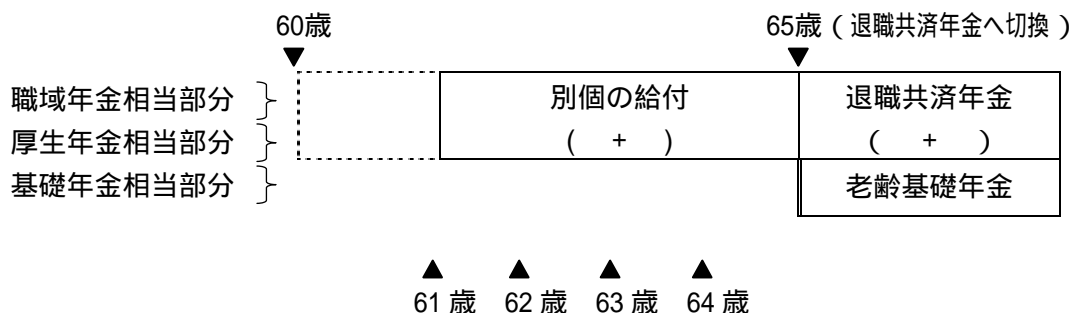 60歳
65歳（退職共済年金へ切換）
▼ ▼
職域年金相当部分 別個の給付 退職共済年金
厚生年金相当部分 ( + ) ( + )
基礎年金相当部分 老齢基礎年金
▲ ▲ ▲ ▲
61 歳 62 歳 63 歳 64 歳